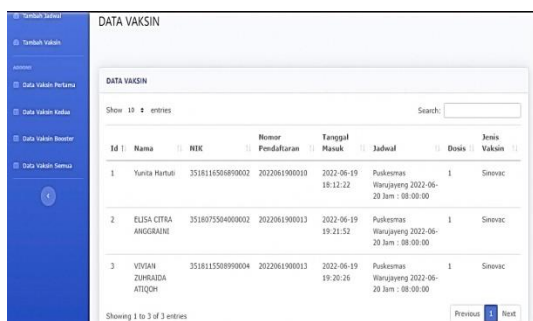 Tambah Jadwal
DATA VAKSIN
Tambah Vaksin
Data Vaksin Pertama
Data Vaksin Kedua
Data Vaksin Booster
Data Vaksin Semua
DATA VAKSIN
Show 10 entries
Search:
Id Nama NIK Nomor Pendaftaran Tanggal Masuk Jadwal Dosis Jenis Vaksin
1 Yunita Hartuti 3518116506890002 2022061900010 2022-06-19 18:12:22 Puskesmas Warujayeng 2022-06-20 Jam : 08:00:00 1 Sinovac
2 ELISA CITRA ANGGRAINI 3518075504000002 2022061900013 2022-06-19 19:21:52 Puskesmas Warujayeng 2022-06-20 Jam : 08:00:00 1 Sinovac
3 VIVIAN ZUHRAIDA ATIQOH 3518115508990004 2022061900013 2022-06-19 19:20:26 Puskesmas Warujayeng 2022-06-20 Jam : 08:00:00 1 Sinovac
Showing 1 to 3 of 3 entries
Previous 1 Next